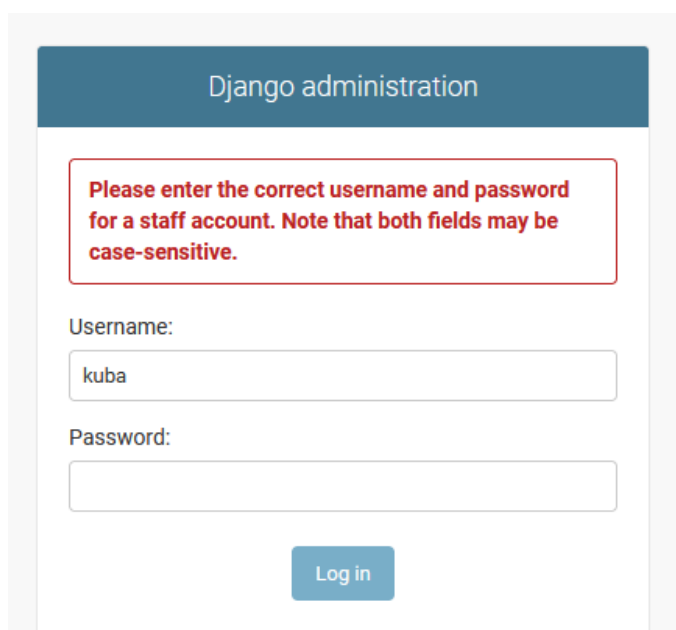 Django administration
Please enter the correct username and password
for a staff account. Note that both fields may be
case-sensitive.
Username:
kuba
Password:
Log in